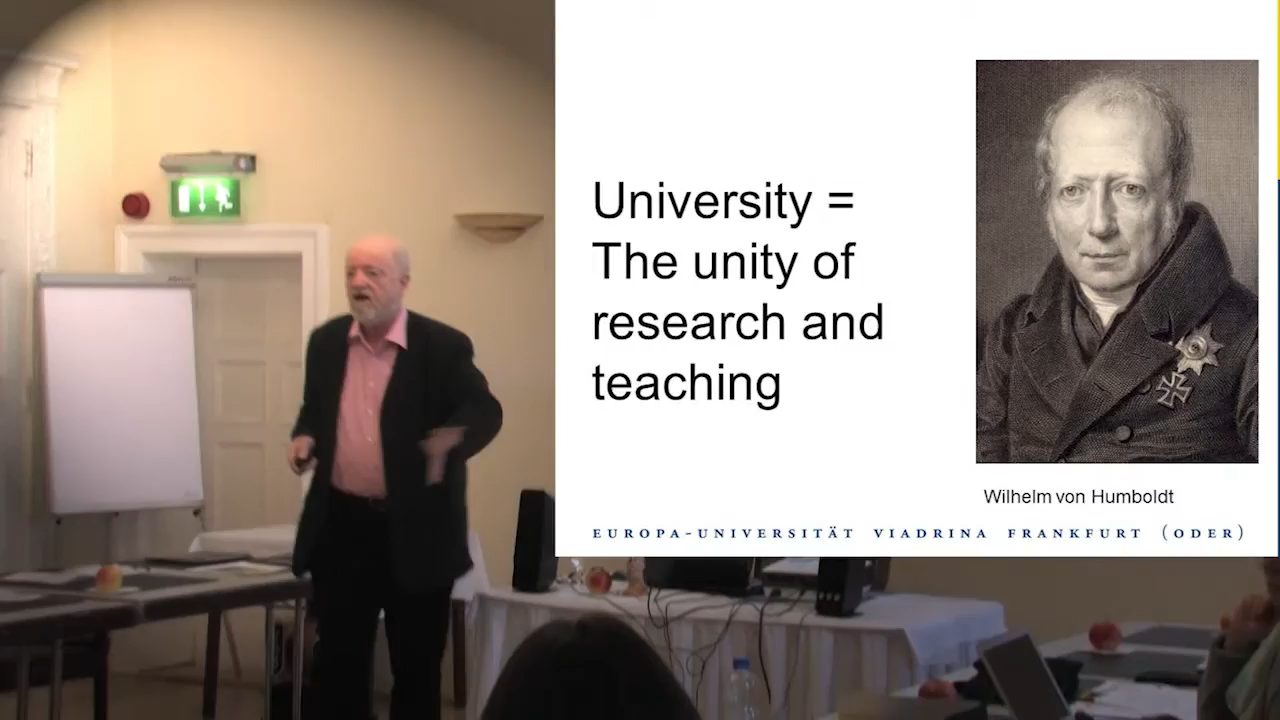 University =
The unity of
research and
teaching
Wilhelm von Humboldt
EUROPA-UNIVERSITÄT VIADRINA FRANKFURT (ODER)